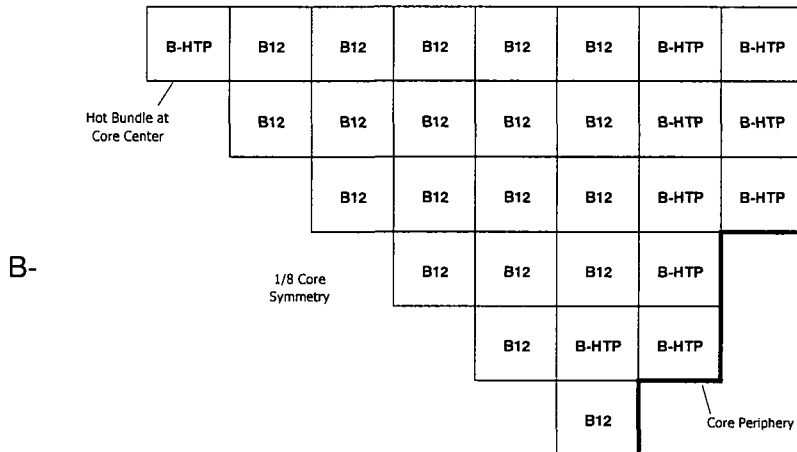 B-HTP B12 B12 B12 B12 B12 B-HTP B-HTP
Hot Bundle at
Core Center
B12 B12 B12 B12 B12 B-HTP B-HTP
B12 B12 B12 B12 B-HTP B-HTP
B-
1/8 Core
Symmetry
B12 B12 B12 B-HTP
B12 B-HTP B-HTP
B12
Core Periphery